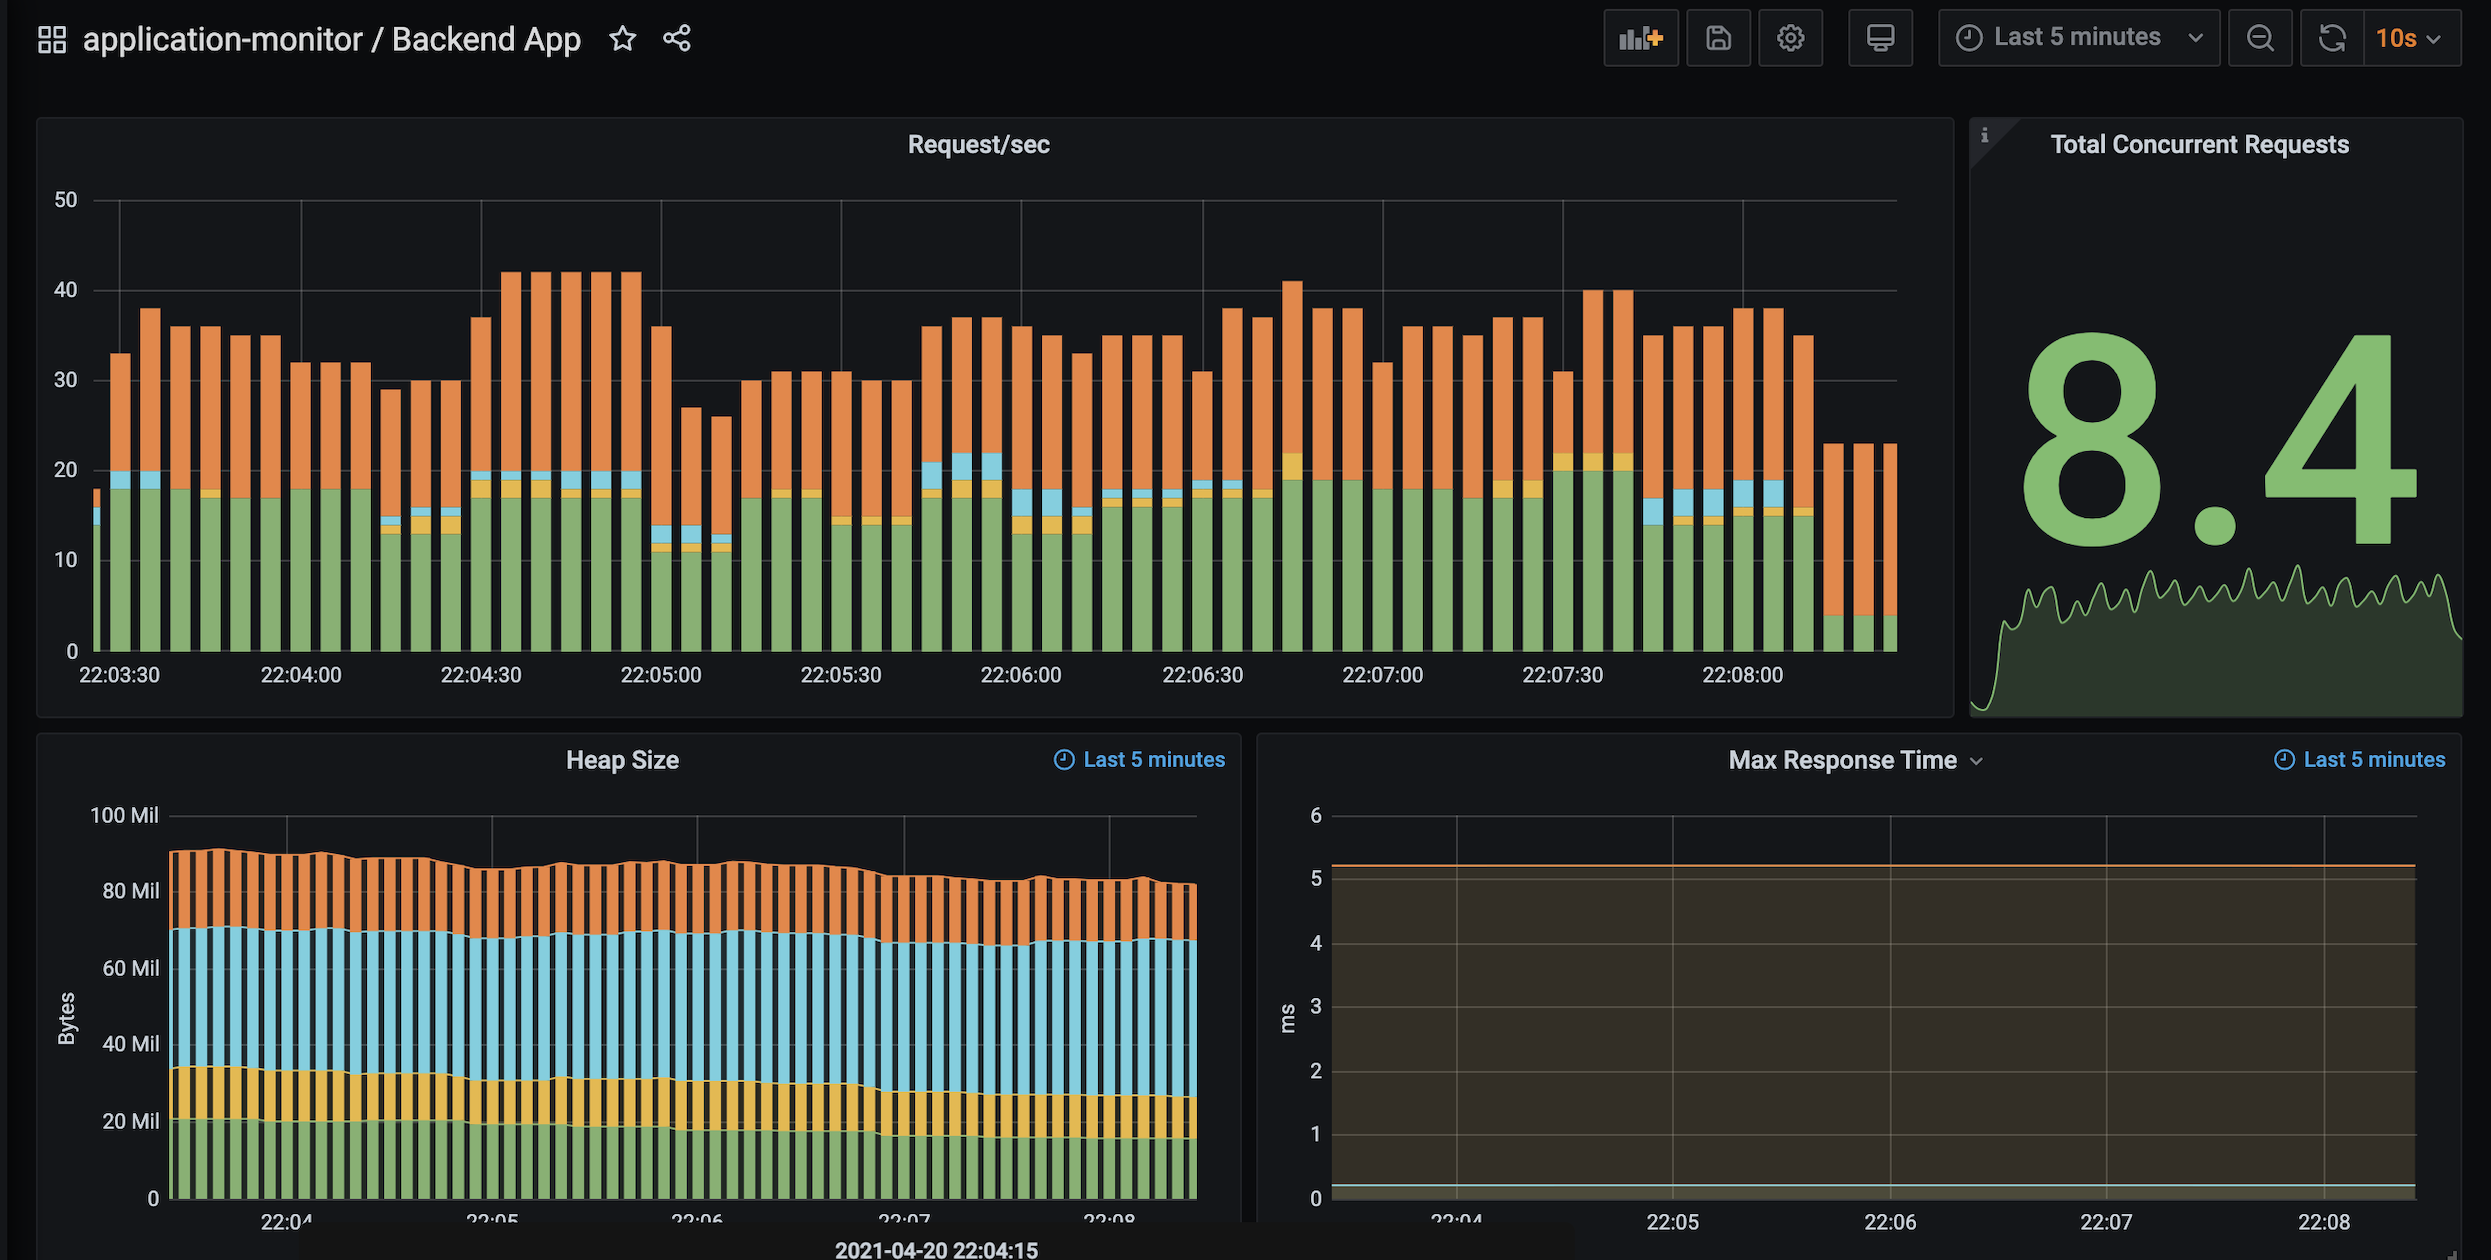 application-monitor / Backend App
Last 5 minutes
10s
Request/sec
50
40
30
20
10
0
22:03:30 22:04:00 22:04:30 22:05:00 22:05:30 22:06:00 22:06:30 22:07:00 22:07:30 22:08:00
i
Total Concurrent Requests
8.4
Heap Size
Last 5 minutes
100 Mil
80 Mil
60 Mil
40 Mil
20 Mil
0
Bytes
22:04 22:05 22:06 22:07 22:08
Max Response Time
Last 5 minutes
6
5
4
3
2
1
0
ms
22:04 22:05 22:06 22:07 22:08
2021-04-20 22:04:15